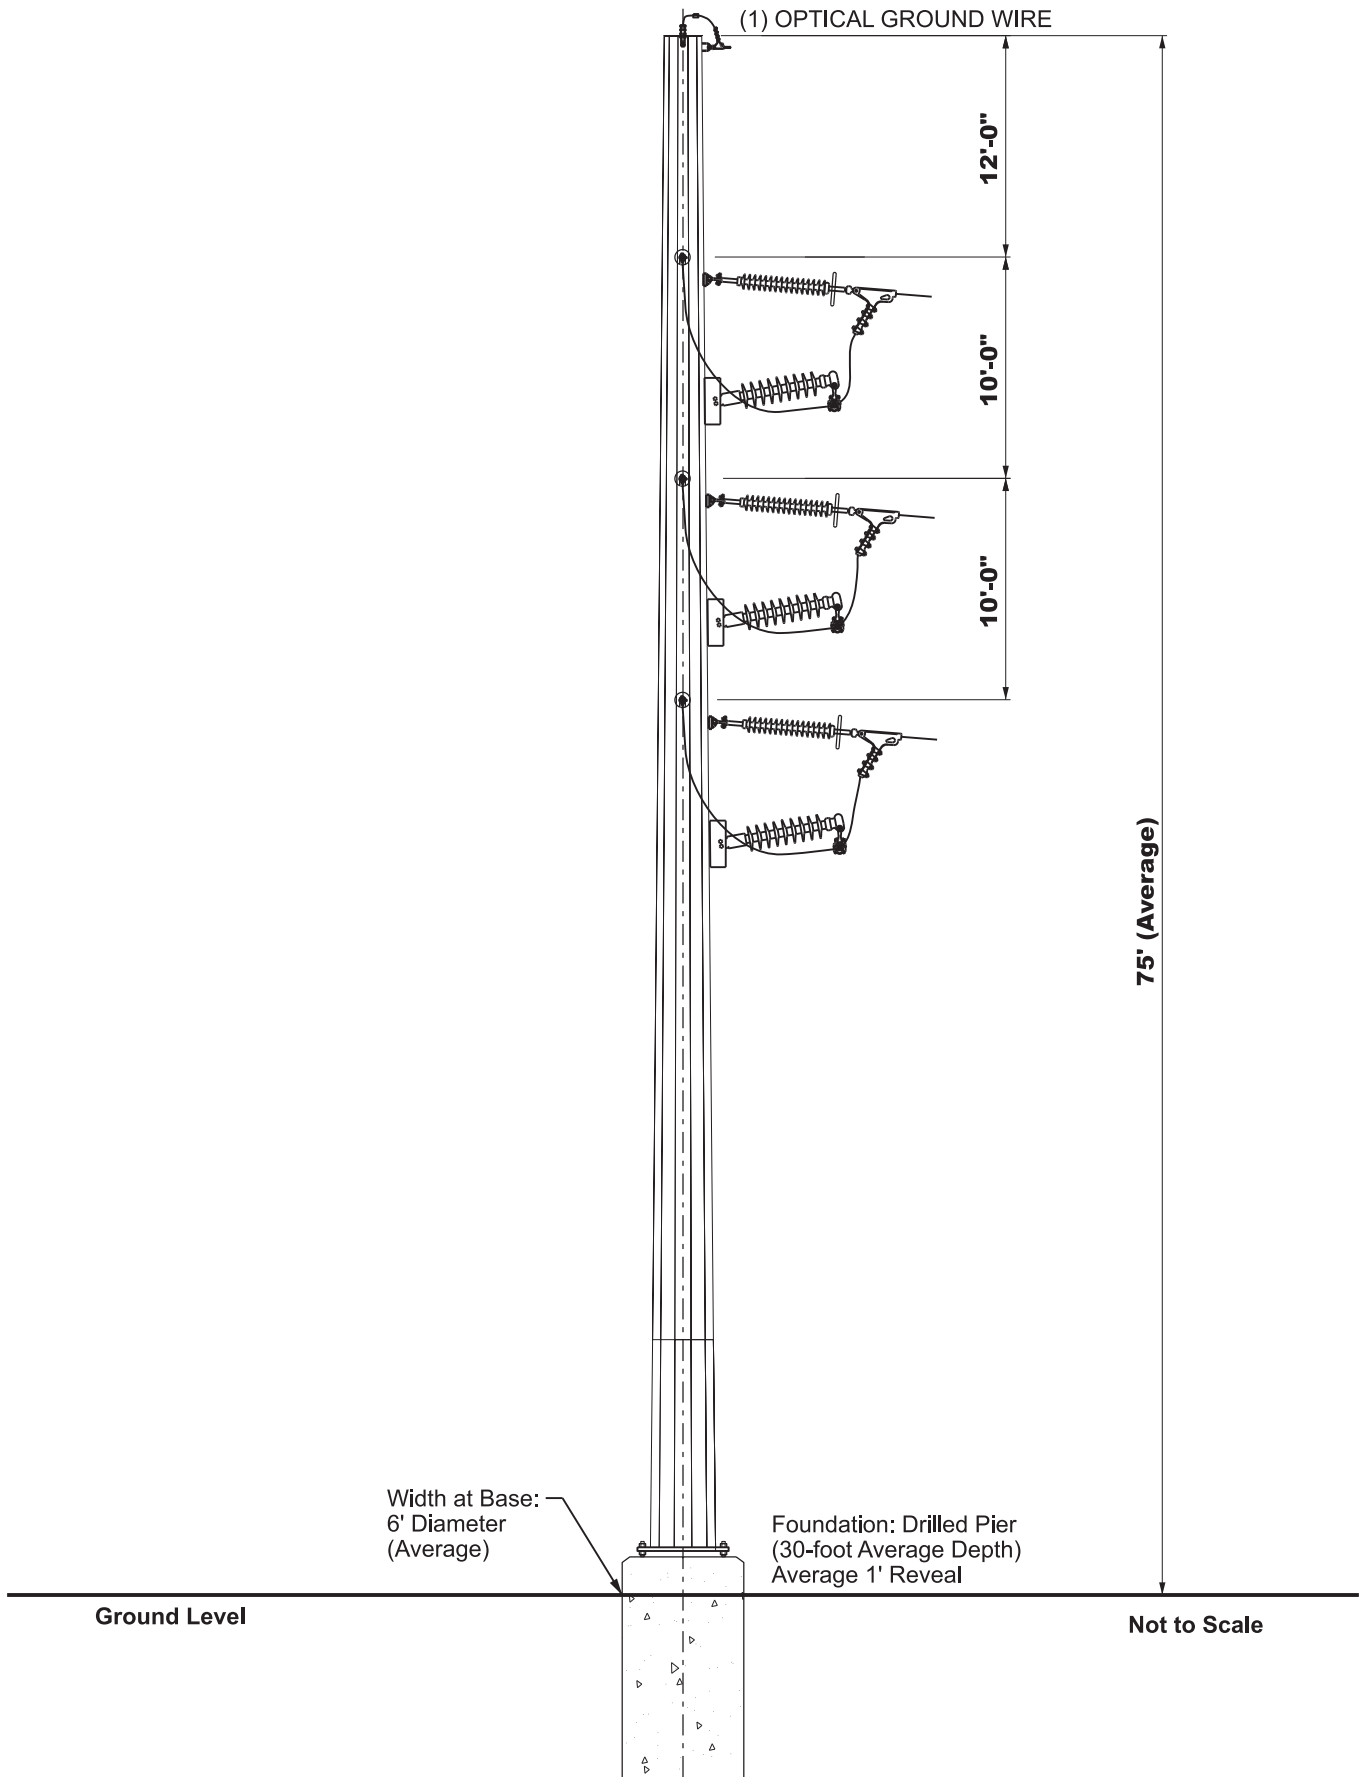 (1) OPTICAL GROUND WIRE
12'-0"
10'-0"
10'-0"
75' (Average)
Width at Base:
6' Diameter
(Average)
Foundation: Drilled Pier
(30-foot Average Depth)
Average 1' Reveal
Ground Level
Not to Scale